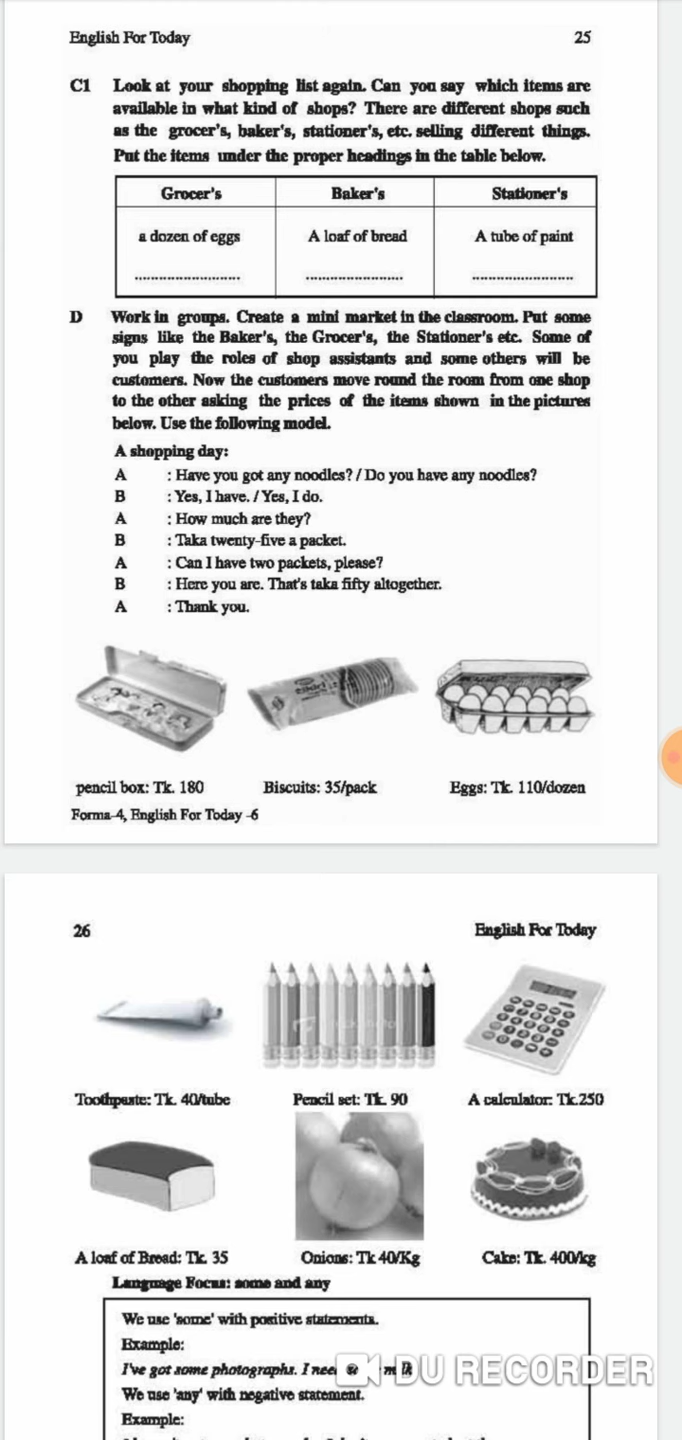 English For Today 25
C1 Look at your shopping list again. Can you say which items are
available in what kind of shops? There are different shops such
as the grocer's, baker's, stationer's, etc. selling different things.
Put the items under the proper headings in the table below.
Grocer's Baker's Stationer's
a dozen of eggs A loaf of bread A tube of paint
........................ ........................ ........................
D Work in groups. Create a mini market in the classroom. Put some
signs like the Baker's, the Grocer's, the Stationer's etc. Some of
you play the roles of shop assistants and some others will be
customers. Now the customers move round the room from one shop
to the other asking the prices of the items shown in the pictures
below. Use the following model.
A shopping day:
A : Have you got any noodles? / Do you have any noodles?
B : Yes, I have. / Yes, I do.
A : How much are they?
B : Taka twenty-five a packet.
A : Can I have two packets, please?
B : Here you are. That's taka fifty altogether.
A : Thank you.
pencil box: Tk. 180 Biscuits: 35/pack Eggs: Tk. 110/dozen
Forma-4, English For Today -6
26 English For Today
Toothpaste: Tk. 40/tube Pencil set: Tk. 90 A calculator: Tk.250
A loaf of Bread: Tk. 35 Onions: Tk 40/Kg Cake: Tk. 400/kg
Language Focus: some and any
We use 'some' with positive statements.
Example:
I've got some photographs. I need milk
DU RECORDER
We use 'any' with negative statement.
Example: